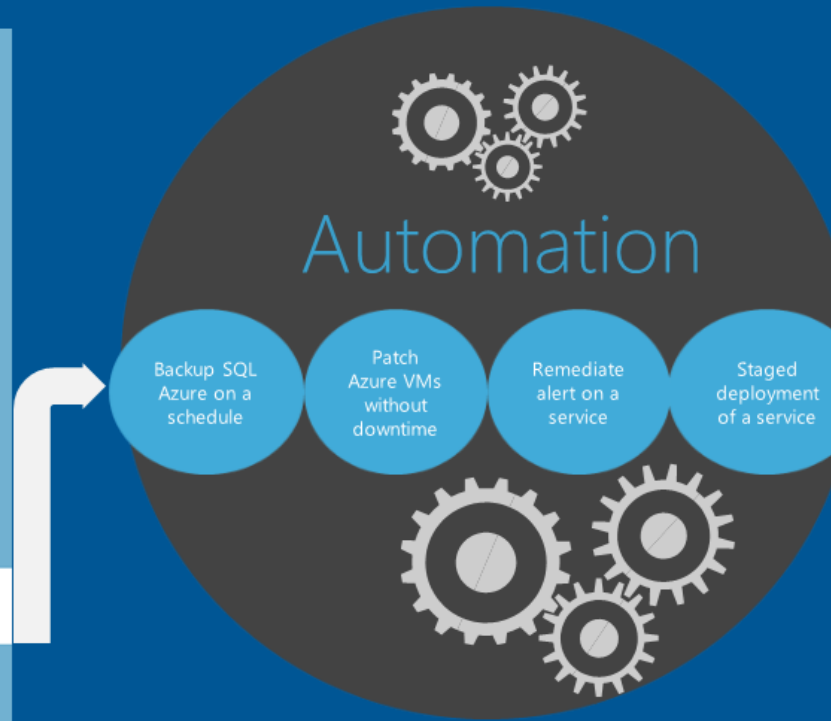 Automation
Backup SQL
Azure on a
schedule
Patch
Azure VMs
without
downtime
Remediate
alert on a
service
Staged
deployment
of a service